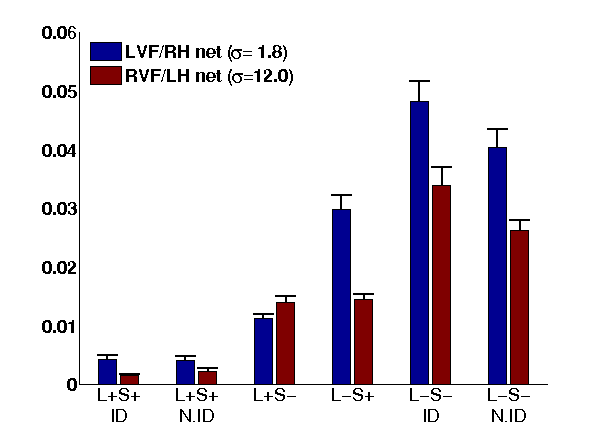 0.06
LVF/RH net (σ= 1.8)
RVF/LH net (σ=12.0)
0.05
0.04
0.03
0.02
0.01
0
L+S+ L+S+ L+S− L−S+ L−S− L−S−
ID N.ID ID N.ID